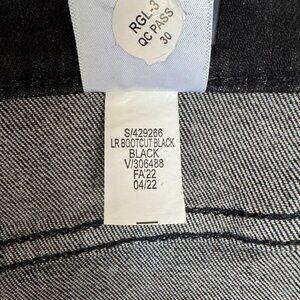 RGL-3
QC PASS
30
S/429266
LR BOOTCUT BLACK
BLACK
V/306488
FA'22
04/22